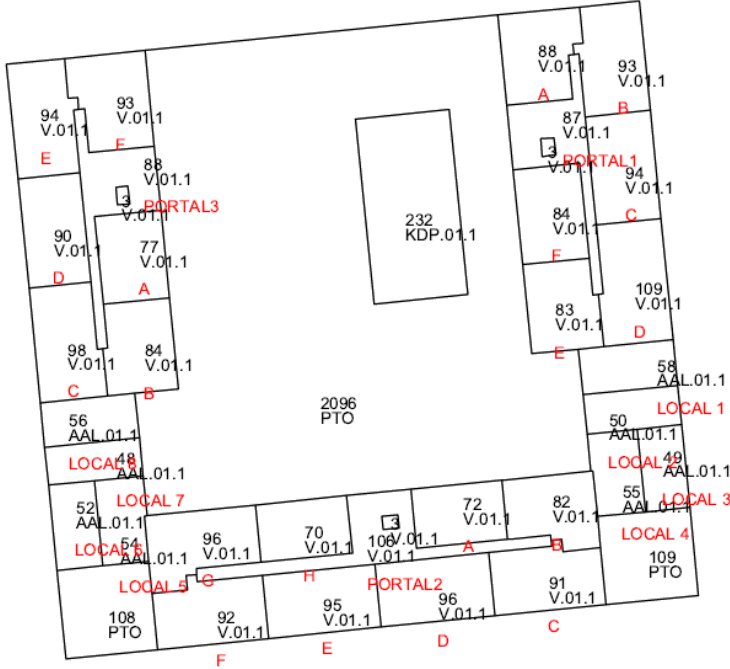 88
V.01.1
A
93
V.01.1
B
94
V.01.1
E
93
V.01.1
F
87
V.01.1
3
V.01.1
PORTAL1
88
V.01.1
3
V.01.1
PORTAL3
94
V.01.1
C
84
V.01.1
F
232
KDP.01.1
90
V.01.1
D
77
V.01.1
A
109
V.01.1
D
83
V.01.1
E
98
V.01.1
C
84
V.01.1
B
58
AAL.01.1
LOCAL 1
2096
PTO
56
AAL.01.1
LOCAL 8
48
AAL.01.1
LOCAL 7
50
AAL.01.1
LOCAL 2
49
AAL.01.1
LOCAL 3
55
AAL.01.1
LOCAL 4
52
AAL.01.1
LOCAL 6
54
AAL.01.1
LOCAL 5
96
V.01.1
G
70
V.01.1
H
3
V.01.1
106
V.01.1
PORTAL2
72
V.01.1
A
82
V.01.1
B
109
PTO
108
PTO
92
V.01.1
F
95
V.01.1
E
96
V.01.1
D
91
V.01.1
C